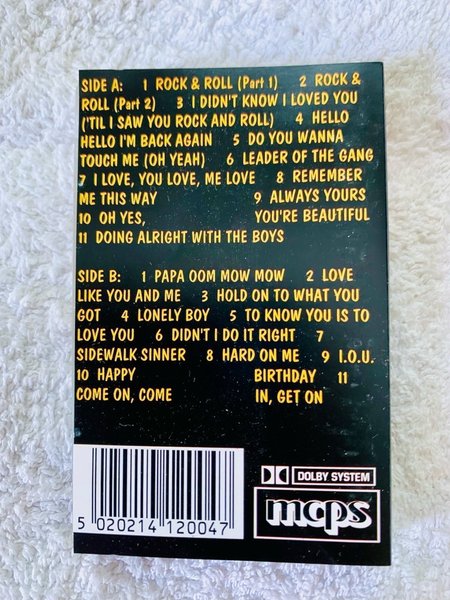 SIDE A: 1 ROCK & ROLL (Part 1) 2 ROCK &
ROLL (Part 2) 3 I DIDN'T KNOW I LOVED YOU
('TIL I SAW YOU ROCK AND ROLL) 4 HELLO
HELLO I'M BACK AGAIN 5 DO YOU WANNA
TOUCH ME (OH YEAH) 6 LEADER OF THE GANG
7 I LOVE, YOU LOVE, ME LOVE 8 REMEMBER
ME THIS WAY 9 ALWAYS YOURS
10 OH YES, YOU'RE BEAUTIFUL
11 DOING ALRIGHT WITH THE BOYS
SIDE B: 1 PAPA OOM MOW MOW 2 LOVE
LIKE YOU AND ME 3 HOLD ON TO WHAT YOU
GOT 4 LONELY BOY 5 TO KNOW YOU IS TO
LOVE YOU 6 DIDN'T I DO IT RIGHT 7
SIDEWALK SINNER 8 HARD ON ME 9 I.O.U.
10 HAPPY BIRTHDAY 11
COME ON, COME IN, GET ON
DOLBY SYSTEM
mcps
5 020214 120047